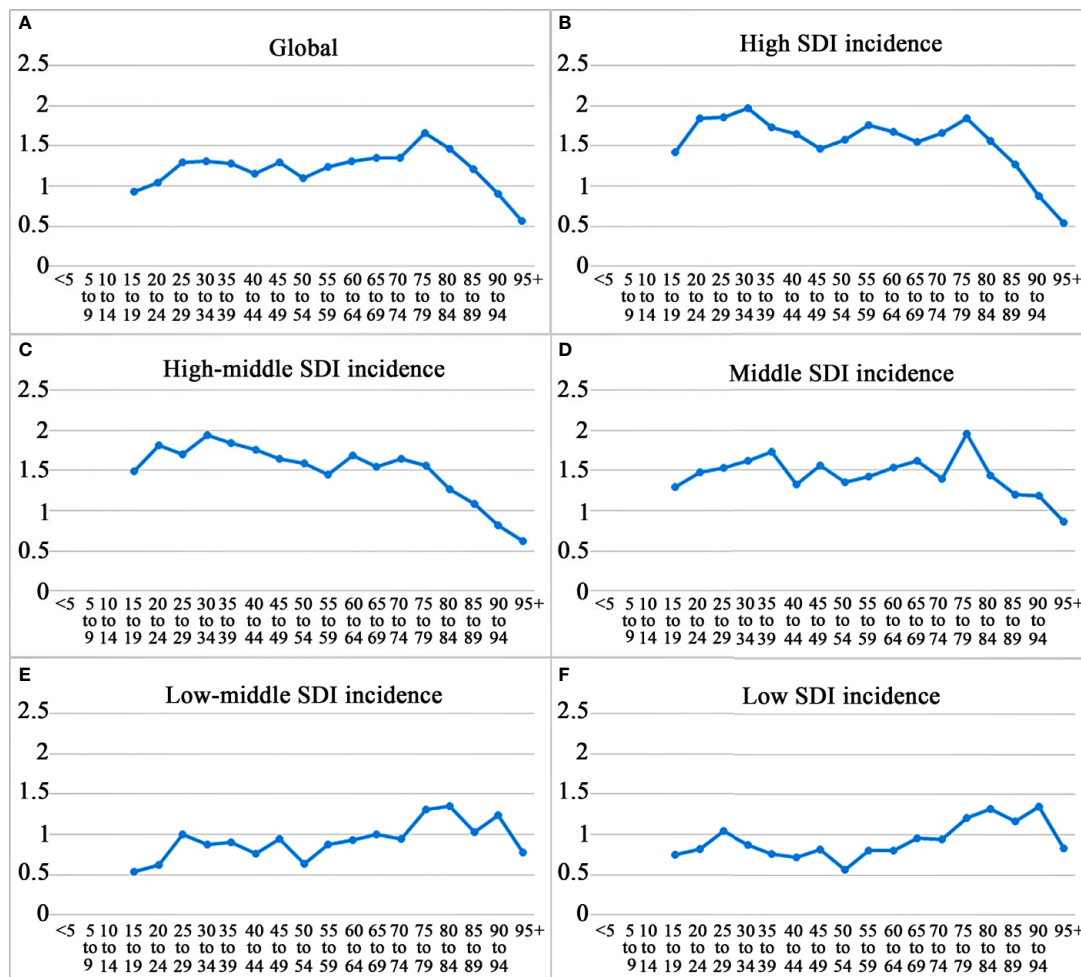 A
Global
2.5
2
1.5
1
0.5
0
<5 5 10 15 20 25 30 35 40 45 50 55 60 65 70 75 80 85 90 95+
to to to to to to to to to to to to to to to to to to
9 14 19 24 29 34 39 44 49 54 59 64 69 74 79 84 89 94
B
High SDI incidence
2.5
2
1.5
1
0.5
0
<5 5 10 15 20 25 30 35 40 45 50 55 60 65 70 75 80 85 90 95+
to to to to to to to to to to to to to to to to to to
9 14 19 24 29 34 39 44 49 54 59 64 69 74 79 84 89 94
C
High-middle SDI incidence
2.5
2
1.5
1
0.5
0
<5 5 10 15 20 25 30 35 40 45 50 55 60 65 70 75 80 85 90 95+
to to to to to to to to to to to to to to to to to to
9 14 19 24 29 34 39 44 49 54 59 64 69 74 79 84 89 94
D
Middle SDI incidence
2.5
2
1.5
1
0.5
0
<5 5 10 15 20 25 30 35 40 45 50 55 60 65 70 75 80 85 90 95+
to to to to to to to to to to to to to to to to to to
9 14 19 24 29 34 39 44 49 54 59 64 69 74 79 84 89 94
E
Low-middle SDI incidence
2.5
2
1.5
1
0.5
0
<5 5 10 15 20 25 30 35 40 45 50 55 60 65 70 75 80 85 90 95+
to to to to to to to to to to to to to to to to to to
9 14 19 24 29 34 39 44 49 54 59 64 69 74 79 84 89 94
F
Low SDI incidence
2.5
2
1.5
1
0.5
0
<5 5 10 15 20 25 30 35 40 45 50 55 60 65 70 75 80 85 90 95+
to to to to to to to to to to to to to to to to to to
9 14 19 24 29 34 39 44 49 54 59 64 69 74 79 84 89 94